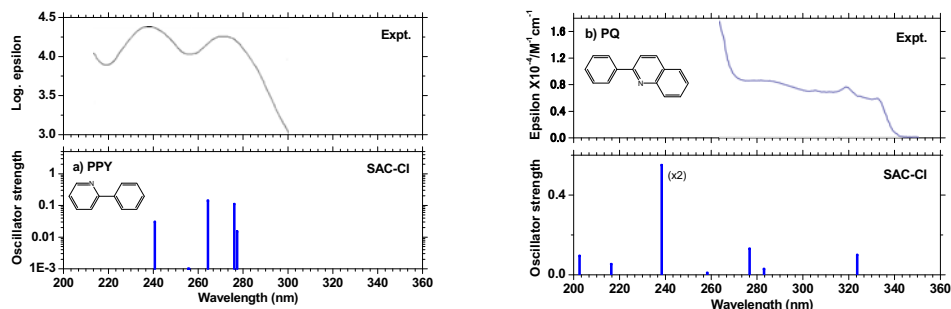 4.5
4.0
3.5
3.0
Log. epsilon
Expt.
1
0.1
0.01
1E-3
Oscillator strength
a) PPY
SAC-CI
N
200 220 240 260 280 300 320 340 360
Wavelength (nm)
b) PQ
Expt.
1.6
1.2
0.8
0.4
0.0
Epsilon X10⁻⁴/M⁻¹ cm⁻¹
N
0.4
0.0
Oscillator strength
(x2)
SAC-CI
200 220 240 260 280 300 320 340 360
Wavelength (nm)